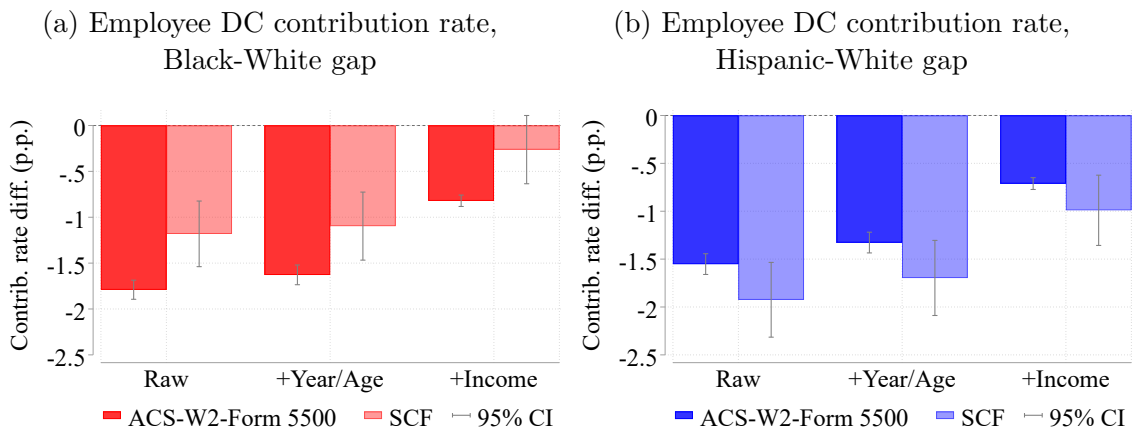 (a) Employee DC contribution rate,
Black-White gap
Contrib. rate diff. (p.p.)
0
-.5
-1
-1.5
-2
-2.5
Raw
+Year/Age
+Income
ACS-W2-Form 5500
SCF
95% CI
(b) Employee DC contribution rate,
Hispanic-White gap
Contrib. rate diff. (p.p.)
0
-.5
-1
-1.5
-2
-2.5
Raw
+Year/Age
+Income
ACS-W2-Form 5500
SCF
95% CI